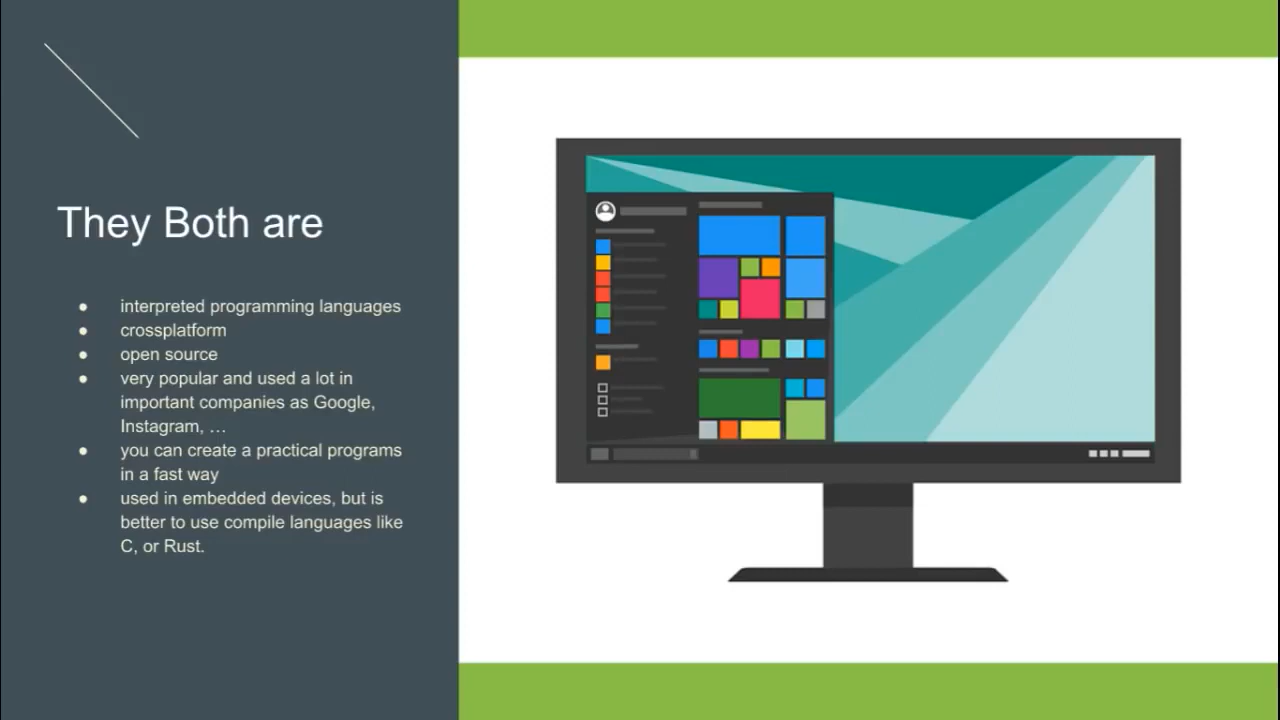 They Both are
● interpreted programming languages
● crossplatform
● open source
● very popular and used a lot in
important companies as Google,
Instagram, …
● you can create a practical programs
in a fast way
● used in embedded devices, but is
better to use compile languages like
C, or Rust.